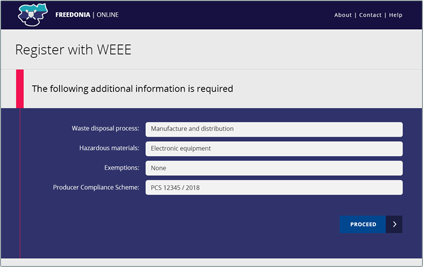 FREEDONIA | ONLINE
About | Contact | Help
Register with WEEE
The following additional information is required
Waste disposal process: Manufacture and distribution
Hazardous materials: Electronic equipment
Exemptions: None
Producer Compliance Scheme: PCS 12345 / 2018
PROCEED